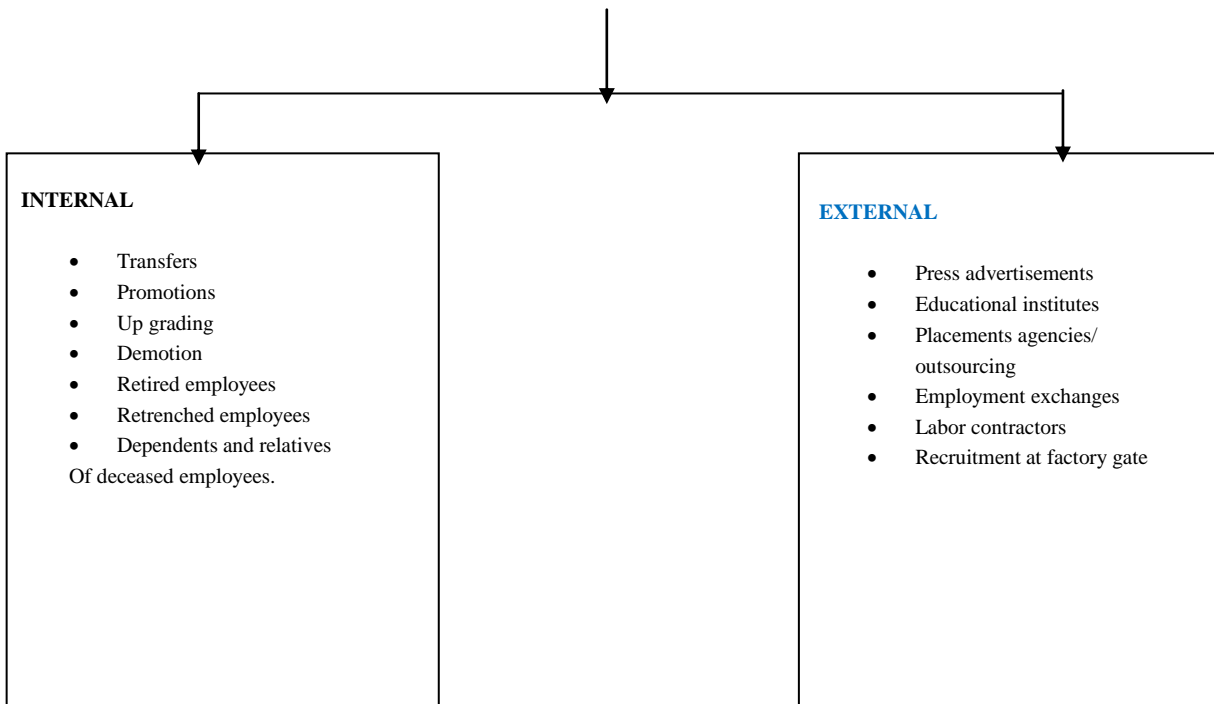 INTERNAL
• Transfers
• Promotions
• Up grading
• Demotion
• Retired employees
• Retrenched employees
• Dependents and relatives
Of deceased employees.
EXTERNAL
• Press advertisements
• Educational institutes
• Placements agencies/
outsourcing
• Employment exchanges
• Labor contractors
• Recruitment at factory gate